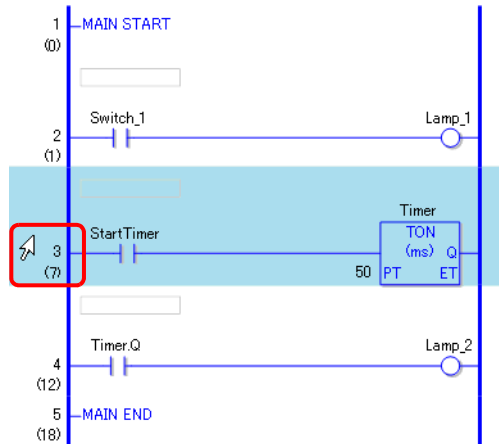 1 MAIN START
(0)
Switch_1 Lamp_1
2
(1)
Timer
StartTimer TON
3 (ms) Q
(7) 50 PT ET
Timer.Q Lamp_2
4
(12)
5 MAIN END
(18)